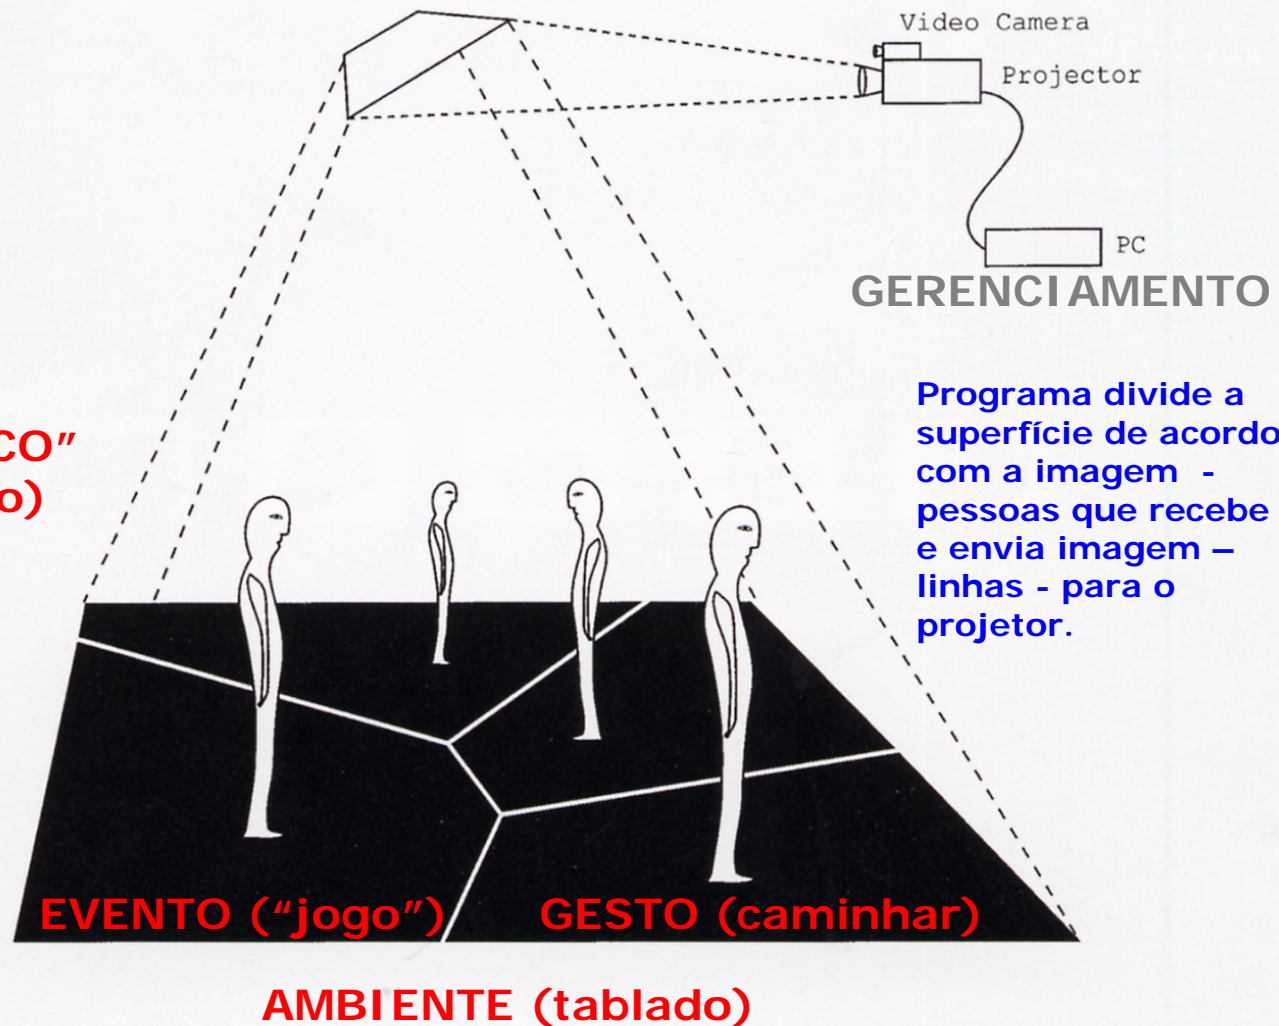 Video Camera
Projector
PC
GERENCIAMENTO
CO"
o)
Programa divide a
superfície de acordo
com a imagem -
pessoas que recebe
e envia imagem –
linhas - para o
projetor.
EVENTO ("jogo") GESTO (caminhar)
AMBIENTE (tablado)